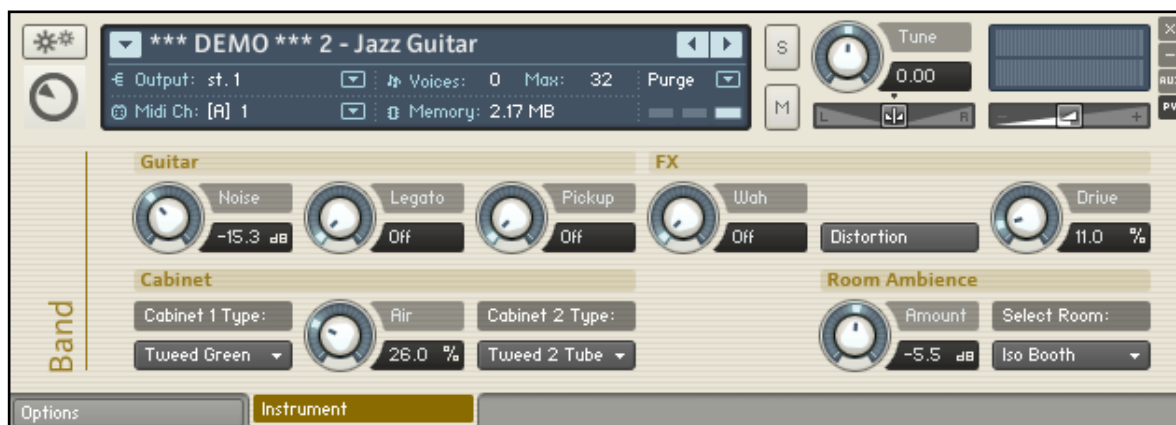 *** DEMO *** 2 - Jazz Guitar
S
Tune
Output: st. 1
Voices: 0 Max: 32
Purge
0.00
Midi Ch: [A] 1
Memory: 2.17 MB
M
L R
- +
X
-
AUX
PV
Guitar
FX
Noise
Legato
Pickup
Wah
Drive
-15.3 dB
Off
Off
Off
Distortion
11.0 %
Band
Cabinet
Room Ambience
Cabinet 1 Type:
Air
Cabinet 2 Type:
Amount
Select Room:
Tweed Green
26.0 %
Tweed 2 Tube
-5.5 dB
Iso Booth
Options
Instrument